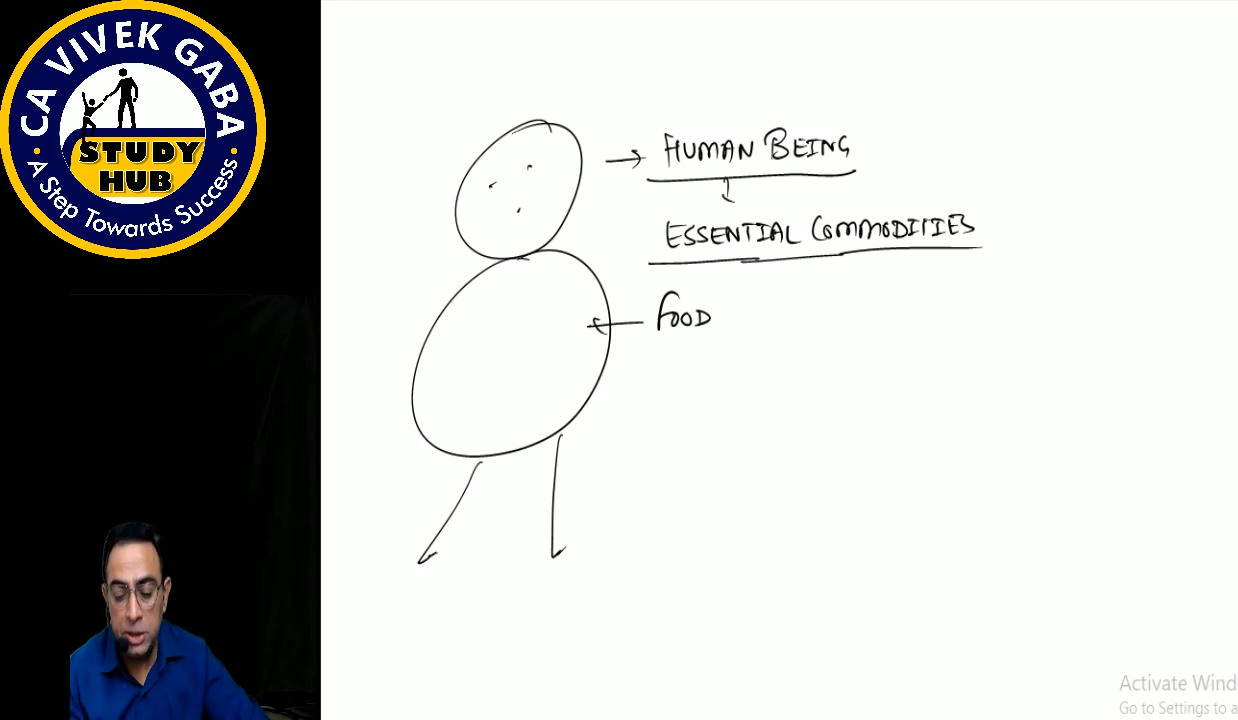 CA VIVEK GABA
STUDY
HUB
• A Step Towards Success •
→ HUMAN BEING
ESSENTIAL COMMODITIES
FOOD
Activate Wind
Go to Settings to a